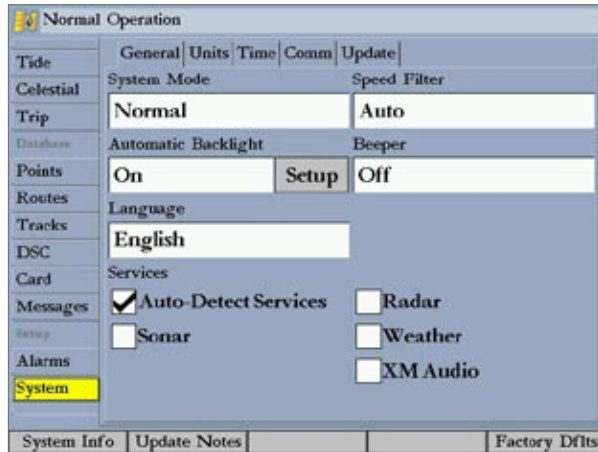 Normal Operation
General Units Time Comm Update
Tide
Celestial
Trip
Database
Points
Routes
Tracks
DSC
Card
Messages
Setup
Alarms
System
System Mode
Normal
Speed Filter
Auto
Automatic Backlight
On
Setup
Beeper
Off
Language
English
Services
Auto-Detect Services
Sonar
Radar
Weather
XM Audio
System Info Update Notes Factory Dflts